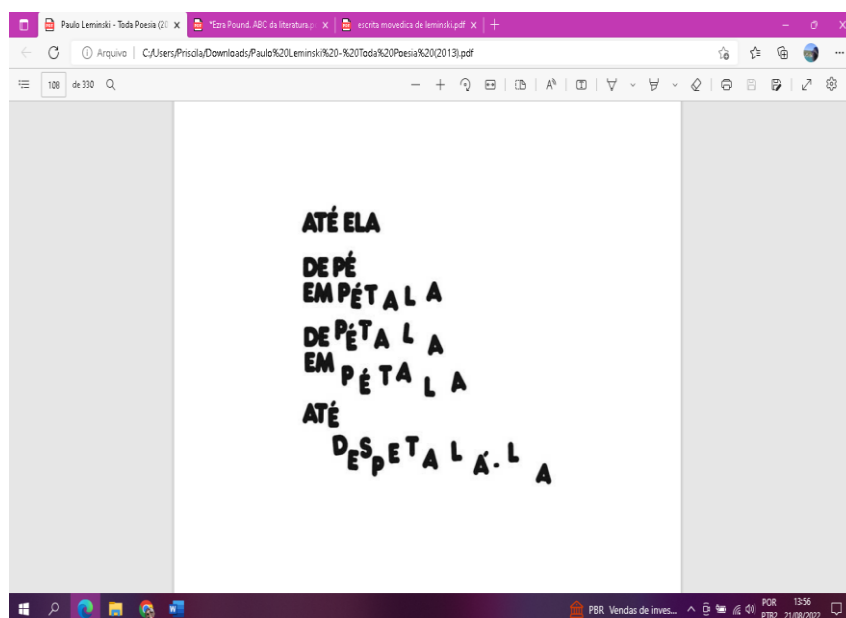 Paulo Leminski - Toda Poesia (20
*Ezra Pound. ABC da literatura.p
escrita movedica de leminski.pdf
Arquivo
C:/Users/Priscila/Downloads/Paulo%20Leminski%20-%20Toda%20Poesia%20(2013).pdf
108 de 330
ATÉ ELA
DE PÉ
EM PÉTALA
DE PÉTALA
EM PÉTALA
ATÉ
DESPETALÁ-LA
PBR Vendas de inves...
POR 13:56
PTB2 21/08/2022